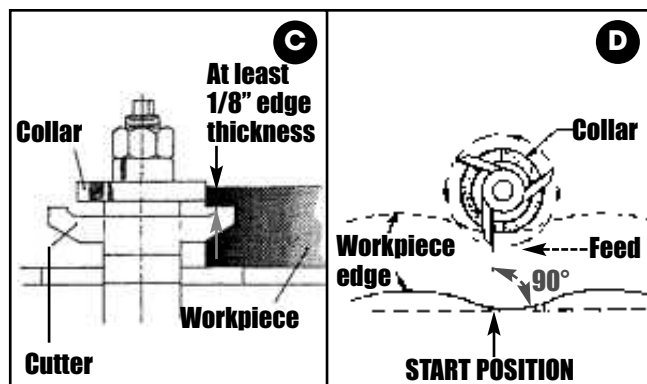 C
At least
1/8” edge
thickness
Collar
Workpiece
Cutter
D
Collar
Workpiece
edge
Feed
90°
START POSITION